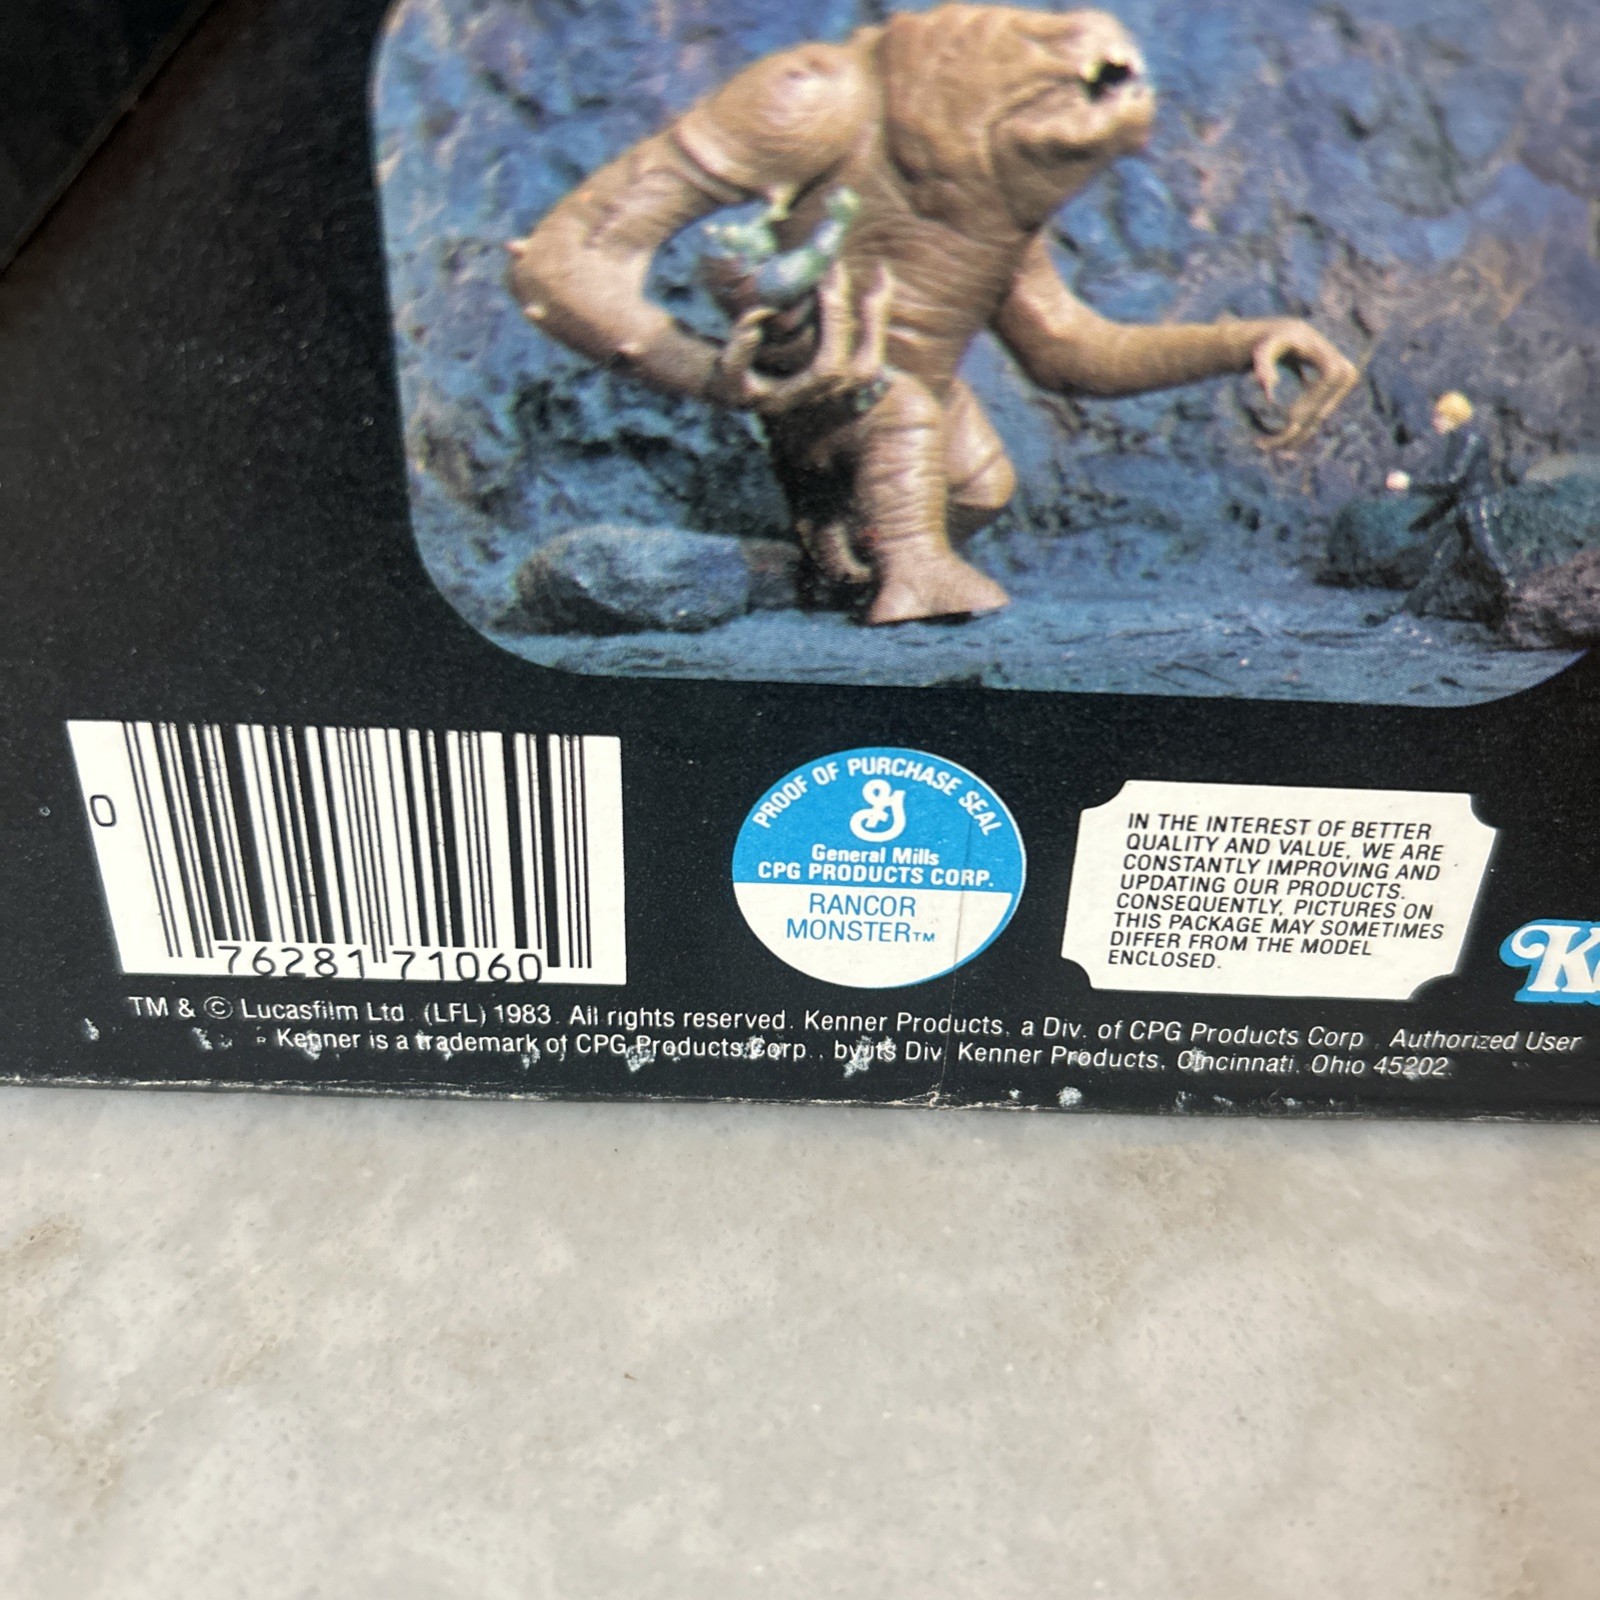 0
76281 71060
PROOF OF PURCHASE SEAL
G
General Mills
CPG PRODUCTS CORP.
RANCOR
MONSTER™
IN THE INTEREST OF BETTER
QUALITY AND VALUE, WE ARE
CONSTANTLY IMPROVING AND
UPDATING OUR PRODUCTS.
CONSEQUENTLY, PICTURES ON
THIS PACKAGE MAY SOMETIMES
DIFFER FROM THE MODEL
ENCLOSED.
TM & © Lucasfilm Ltd. (LFL) 1983. All rights reserved. Kenner Products, a Div. of CPG Products Corp. Authorized User
® Kenner is a trademark of CPG Products Corp., by its Div. Kenner Products, Cincinnati, Ohio 45202.